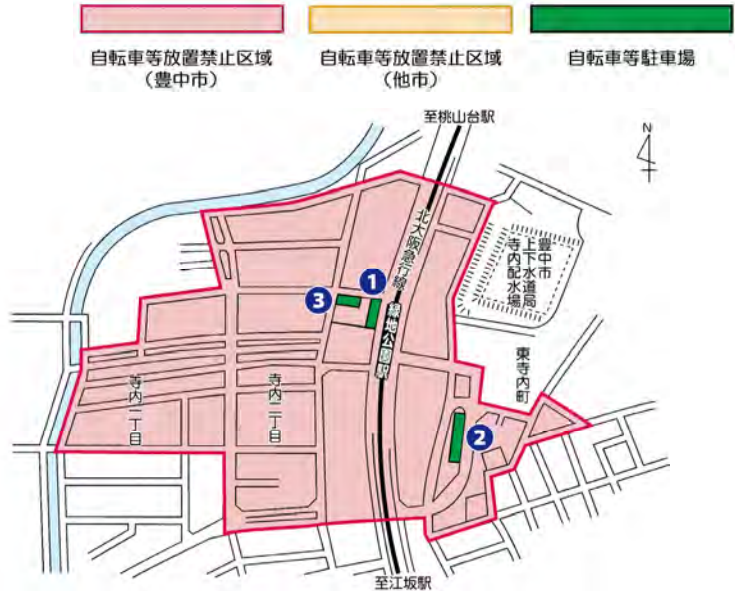 自転車等放置禁止区域
（豊中市）
自転車等放置禁止区域
（他市）
自転車等駐車場
至桃山台駅
N
北大阪急行線
緑地公園駅
豊中市
上下水道局
寺内配水場
1
3
東寺内町
寺内一丁目
寺内二丁目
2
至江坂駅